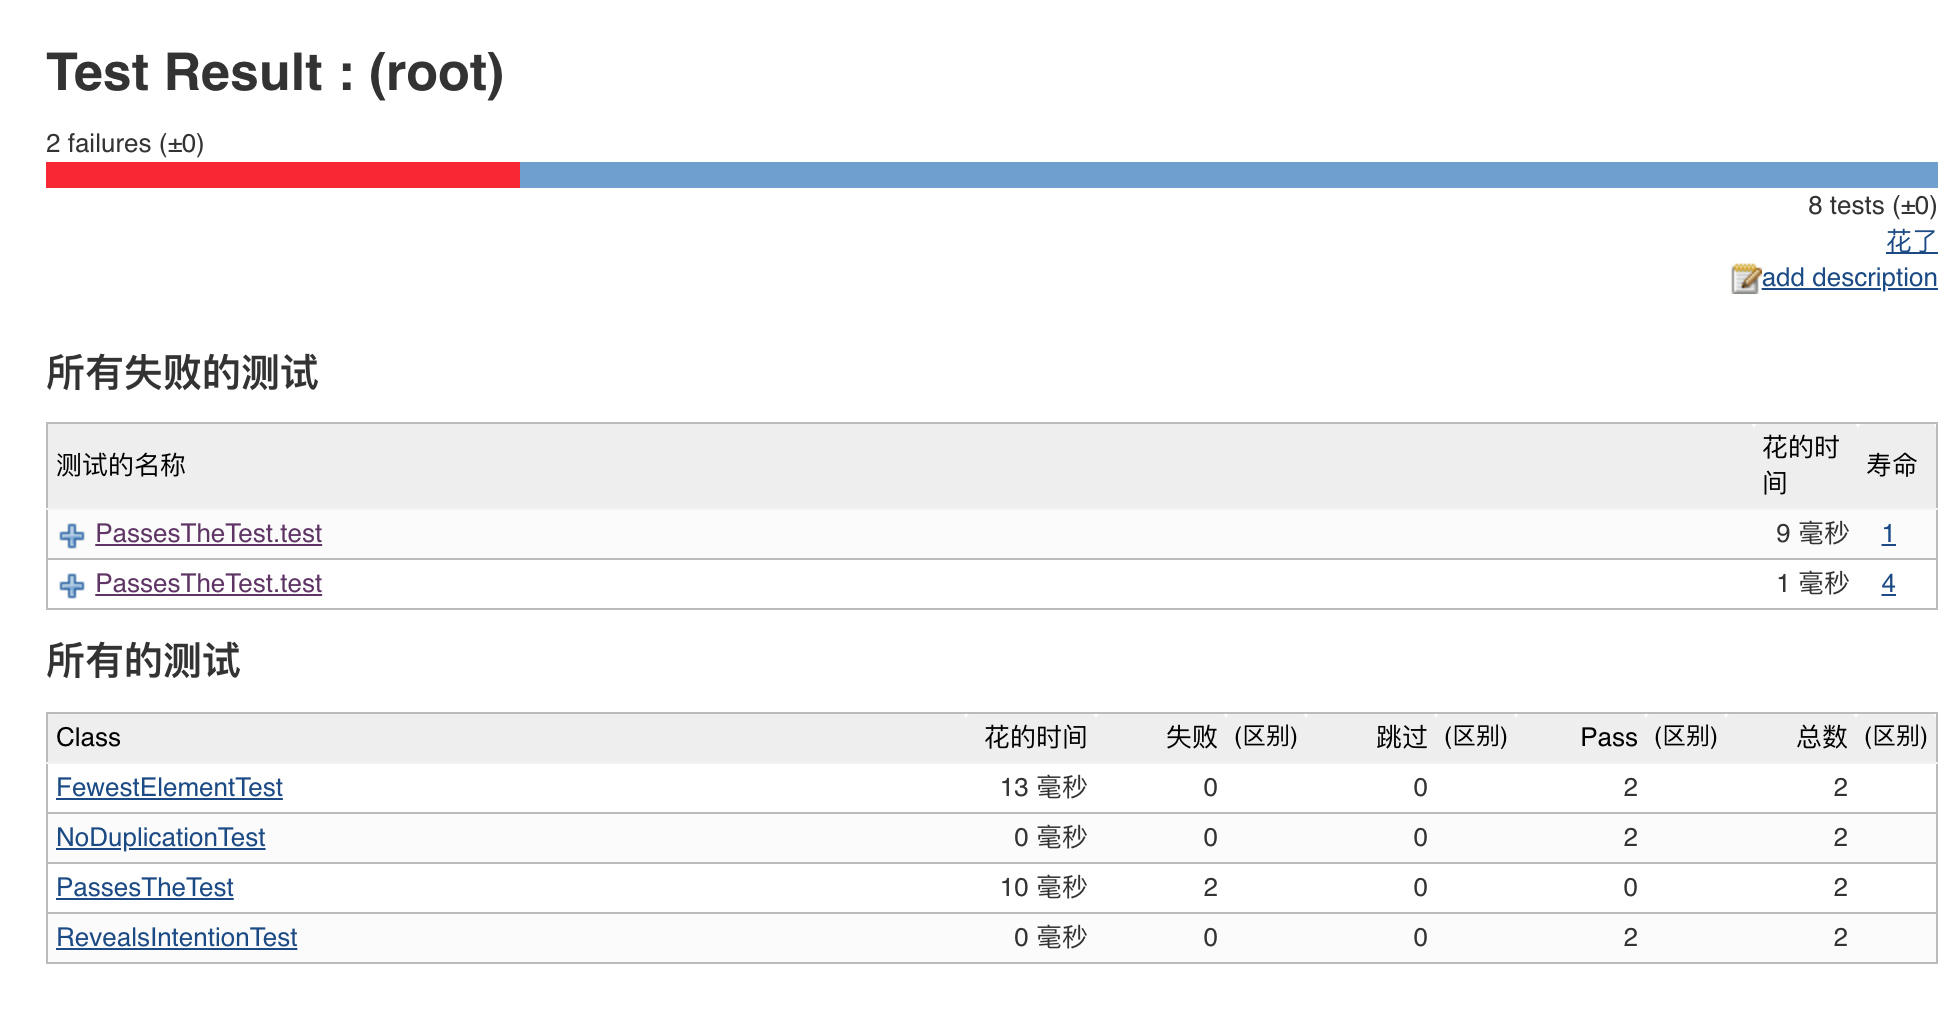 Test Result : (root)
2 failures (±0)
8 tests (±0)
花了
add description
所有失败的测试
测试的名称 花的时间 寿命
PassesTheTest.test 9 毫秒 1
PassesTheTest.test 1 毫秒 4
所有的测试
Class 花的时间 失败 (区别) 跳过 (区别) Pass (区别) 总数 (区别)
FewestElementTest 13 毫秒 0 0 2 2
NoDuplicationTest 0 毫秒 0 0 2 2
PassesTheTest 10 毫秒 2 0 0 2
RevealsIntentionTest 0 毫秒 0 0 2 2